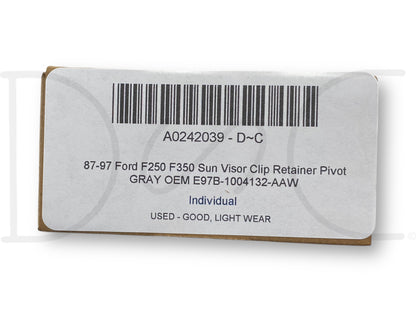 A0242039 - D~C
87-97 Ford F250 F350 Sun Visor Clip Retainer Pivot
GRAY OEM E97B-1004132-AAW
Individual
USED - GOOD, LIGHT WEAR